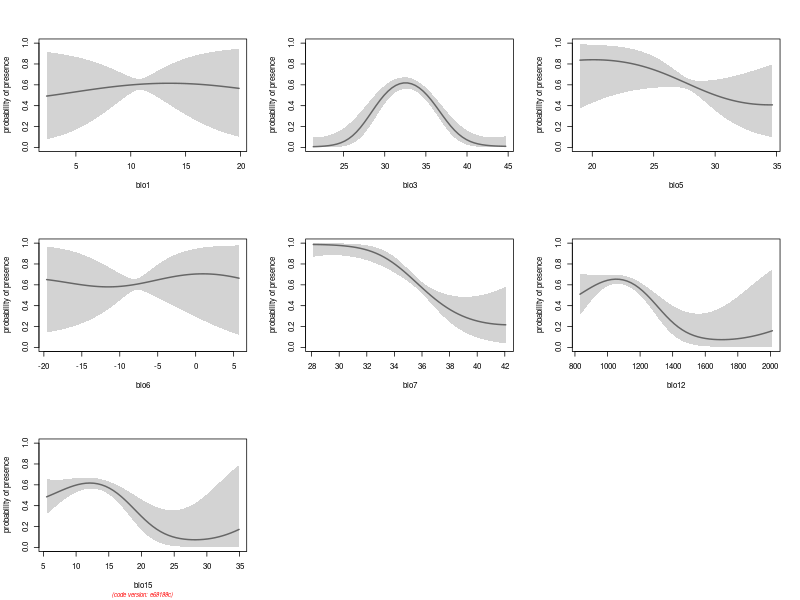 probability of presence
0.0 0.2 0.4 0.6 0.8 1.0
5 10 15 20
bio1
probability of presence
0.0 0.2 0.4 0.6 0.8 1.0
25 30 35 40 45
bio3
probability of presence
0.0 0.2 0.4 0.6 0.8 1.0
20 25 30 35
bio5
probability of presence
0.0 0.2 0.4 0.6 0.8 1.0
-20 -15 -10 -5 0 5
bio6
probability of presence
0.0 0.2 0.4 0.6 0.8 1.0
28 30 32 34 36 38 40 42
bio7
probability of presence
0.0 0.2 0.4 0.6 0.8 1.0
800 1000 1200 1400 1600 1800 2000
bio12
probability of presence
0.0 0.2 0.4 0.6 0.8 1.0
5 10 15 20 25 30 35
bio15
(code version: